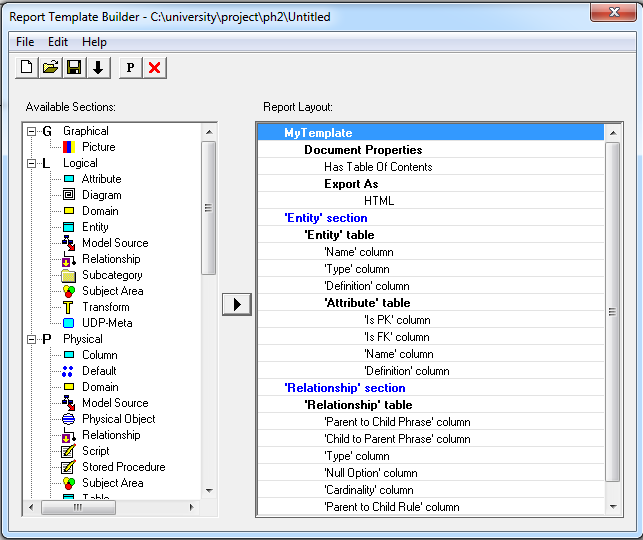 Report Template Builder - C:\university\project\ph2\Untitled
File Edit Help
P
Available Sections:
G Graphical
Picture
L Logical
Attribute
Diagram
Domain
Entity
Model Source
Relationship
Subcategory
Subject Area
Transform
UDP-Meta
P Physical
Column
Default
Domain
Model Source
Physical Object
Relationship
Script
Stored Procedure
Subject Area
Table
Report Layout:
MyTemplate
Document Properties
Has Table Of Contents
Export As
HTML
'Entity' section
'Entity' table
'Name' column
'Type' column
'Definition' column
'Attribute' table
'Is PK' column
'Is FK' column
'Name' column
'Definition' column
'Relationship' section
'Relationship' table
'Parent to Child Phrase' column
'Child to Parent Phrase' column
'Type' column
'Null Option' column
'Cardinality' column
'Parent to Child Rule' column